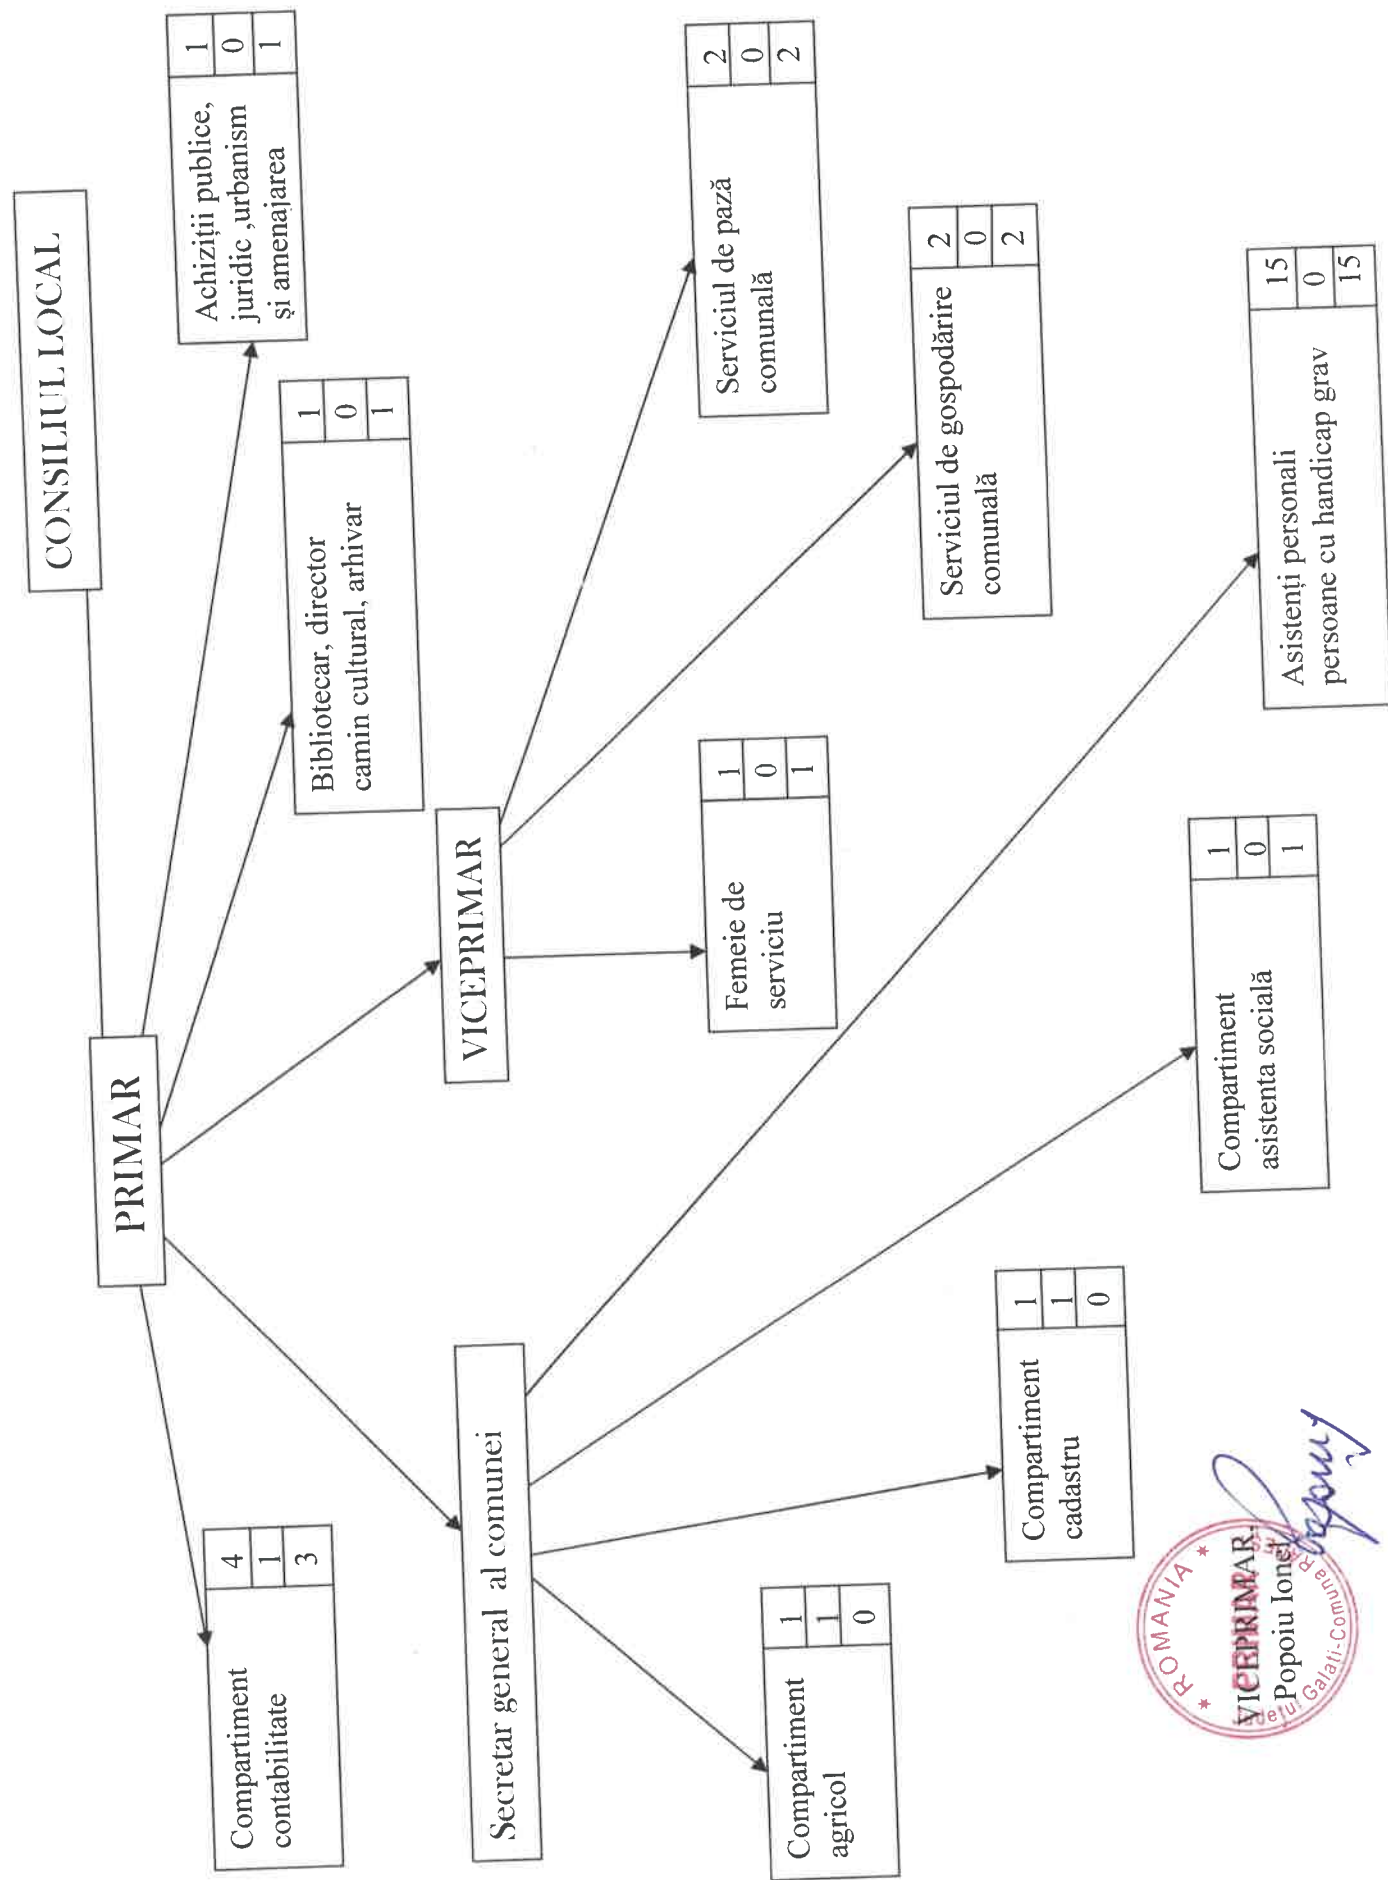 CONSILIUL LOCAL
PRIMAR
Compartiment
contabilitate
4
1
3
Bibliotecar, director
camin cultural, arhivar
1
0
1
Achiziții publice,
juridic ,urbanism
și amenajarea
1
0
1
Secretar general al comunei
VICEPRIMAR
Compartiment
agricol
1
1
0
Compartiment
cadastru
1
1
0
Compartiment
asistenta socială
1
0
1
Asistenți personali
persoane cu handicap grav
15
0
15
Femeie de
serviciu
1
0
1
Serviciul de gospodărire
comunală
2
0
2
Serviciul de pază
comunală
2
0
2
VICEPRIMAR,
Popoiu Ionel
* ROMANIA *
Județul Galati-Comuna
PRIMAR